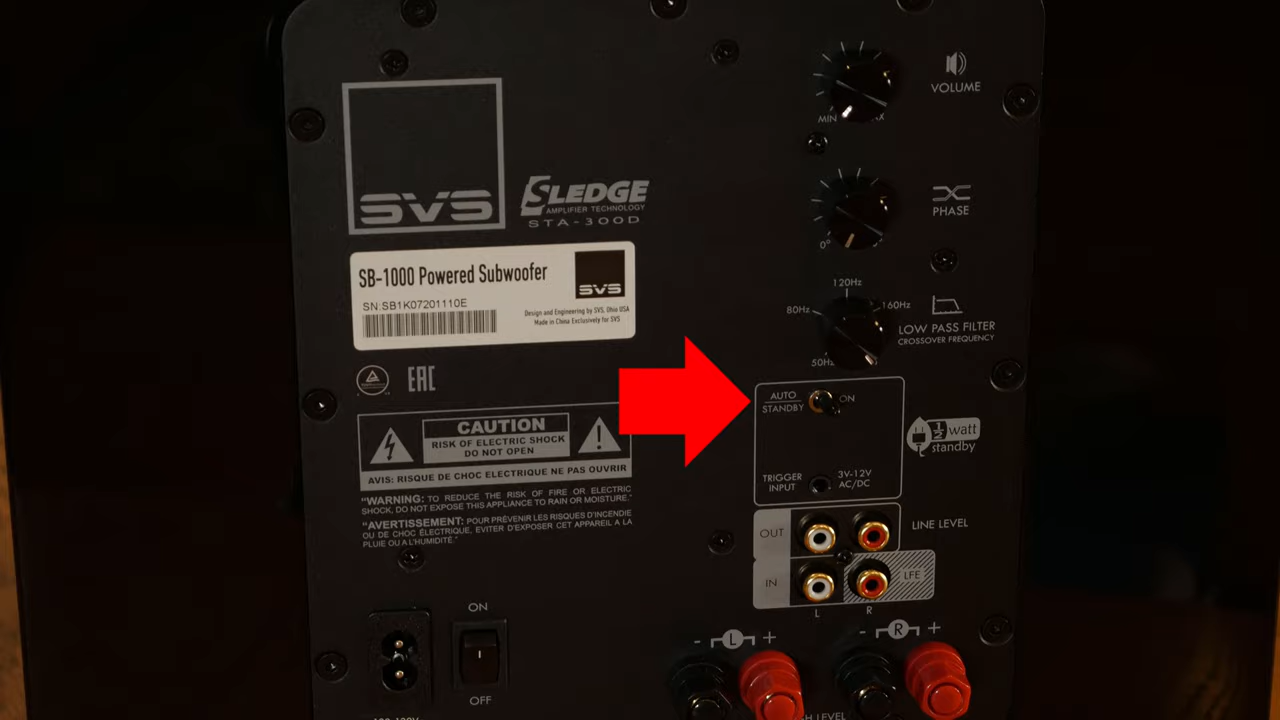 SVS
SLEDGE
AMPLIFIER TECHNOLOGY
STA-300D
SB-1000 Powered Subwoofer
SN:SB1K07201110E
SVS
Design and Engineering by SVS, Ohio USA
Made in China Exclusively for SVS
EAC
CAUTION
RISK OF ELECTRIC SHOCK
DO NOT OPEN
AVIS: RISQUE DE CHOC ELECTRIQUE NE PAS OUVRIR
"WARNING: TO REDUCE THE RISK OF FIRE OR ELECTRIC
SHOCK, DO NOT EXPOSE THIS APPLIANCE TO RAIN OR MOISTURE."
"AVERTISSEMENT: POUR PRÉVENIR LES RISQUES D'INCENDIE
OU DE CHOC ÉLECTRIQUE, EVITER D'EXPOSER CET APPAREIL A LA
PLUIE OU A L'HUMIDITÉ."
ON
OFF
MIN
VOLUME
0°
PHASE
120Hz
80Hz
160Hz
50Hz
LOW PASS FILTER
CROSSOVER FREQUENCY
AUTO
STANDBY
ON
1/2 watt
standby
TRIGGER
INPUT
3V-12V
AC/DC
OUT
LINE LEVEL
IN
LFE
L
R
- L +
- R +